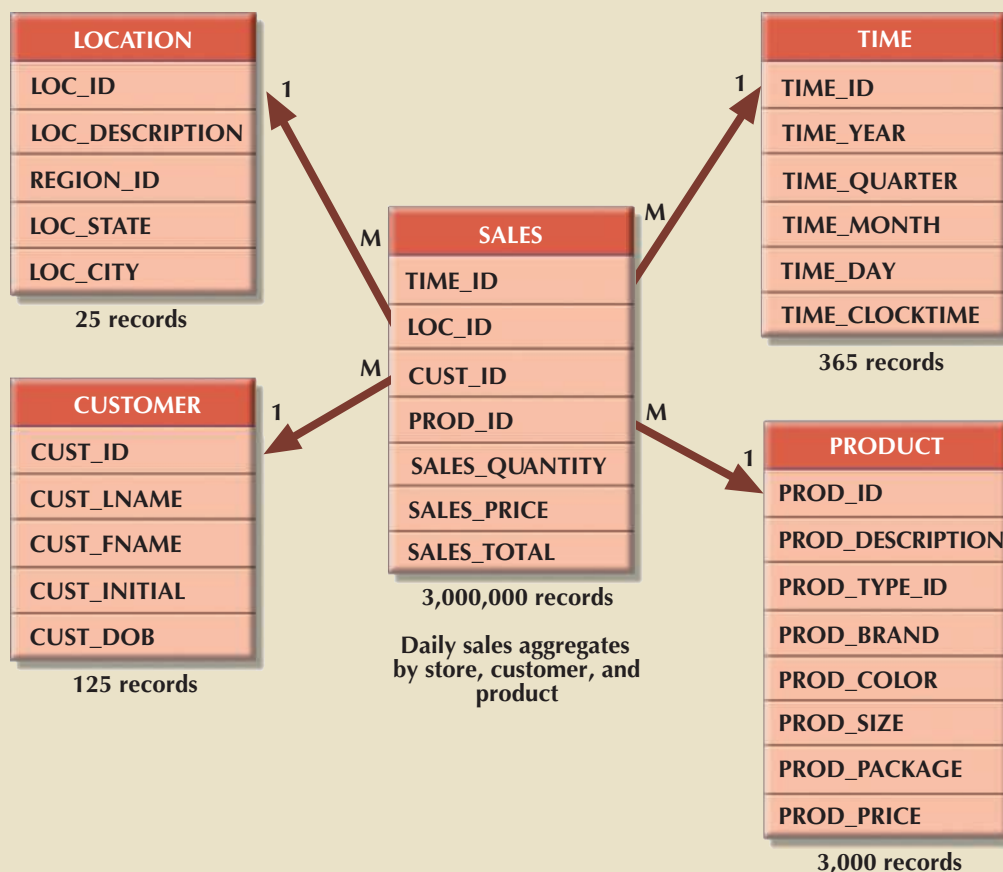 LOCATION
LOC_ID
LOC_DESCRIPTION
REGION_ID
LOC_STATE
LOC_CITY
25 records
1
M
CUSTOMER
CUST_ID
CUST_LNAME
CUST_FNAME
CUST_INITIAL
CUST_DOB
125 records
1
M
SALES
TIME_ID
LOC_ID
CUST_ID
PROD_ID
SALES_QUANTITY
SALES_PRICE
SALES_TOTAL
3,000,000 records
Daily sales aggregates
by store, customer, and
product
M
1
TIME
TIME_ID
TIME_YEAR
TIME_QUARTER
TIME_MONTH
TIME_DAY
TIME_CLOCKTIME
365 records
M
1
PRODUCT
PROD_ID
PROD_DESCRIPTION
PROD_TYPE_ID
PROD_BRAND
PROD_COLOR
PROD_SIZE
PROD_PACKAGE
PROD_PRICE
3,000 records